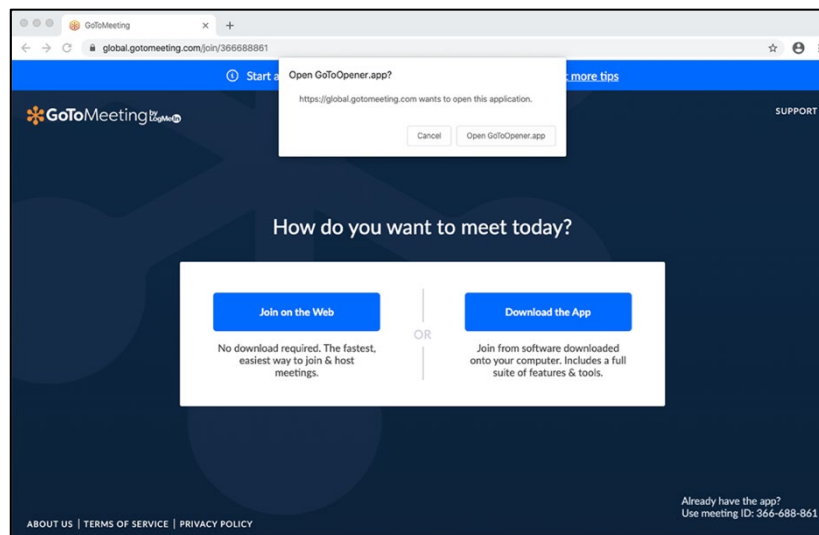 GoToMeeting
global.gotomeeting.com/join/366688861
Start a
more tips
Open GoToOpener.app?
https://global.gotomeeting.com wants to open this application.
Cancel
Open GoToOpener.app
GoToMeeting by LogMeIn
SUPPORT
How do you want to meet today?
Join on the Web
No download required. The fastest,
easiest way to join & host
meetings.
OR
Download the App
Join from software downloaded
onto your computer. Includes a full
suite of features & tools.
Already have the app?
Use meeting ID: 366-688-861
ABOUT US | TERMS OF SERVICE | PRIVACY POLICY